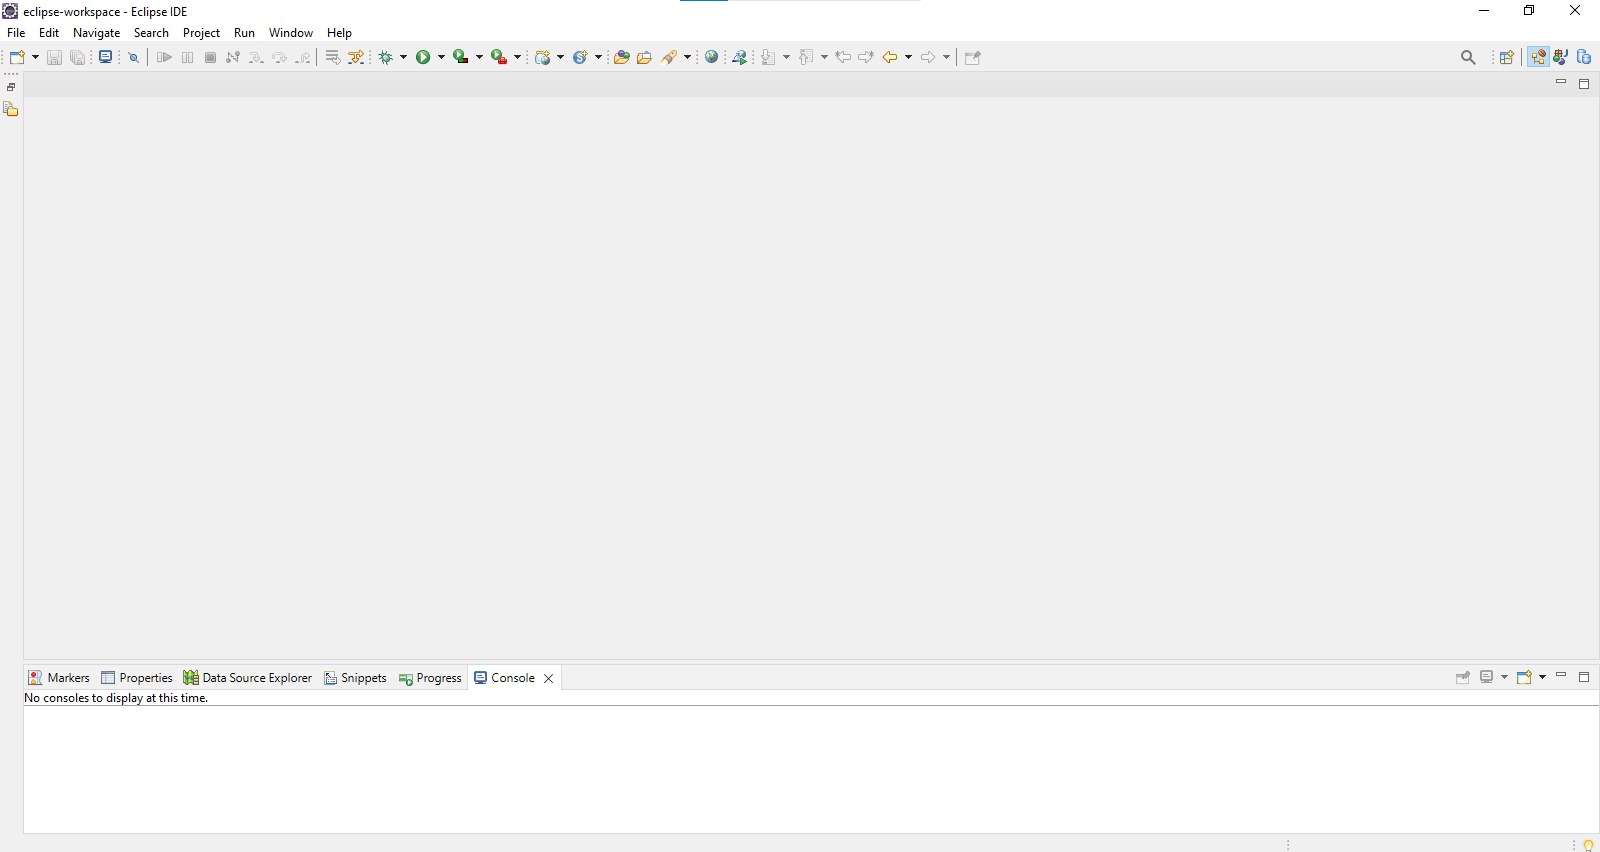 eclipse-workspace - Eclipse IDE
File Edit Navigate Search Project Run Window Help
Markers Properties Data Source Explorer Snippets Progress Console
No consoles to display at this time.